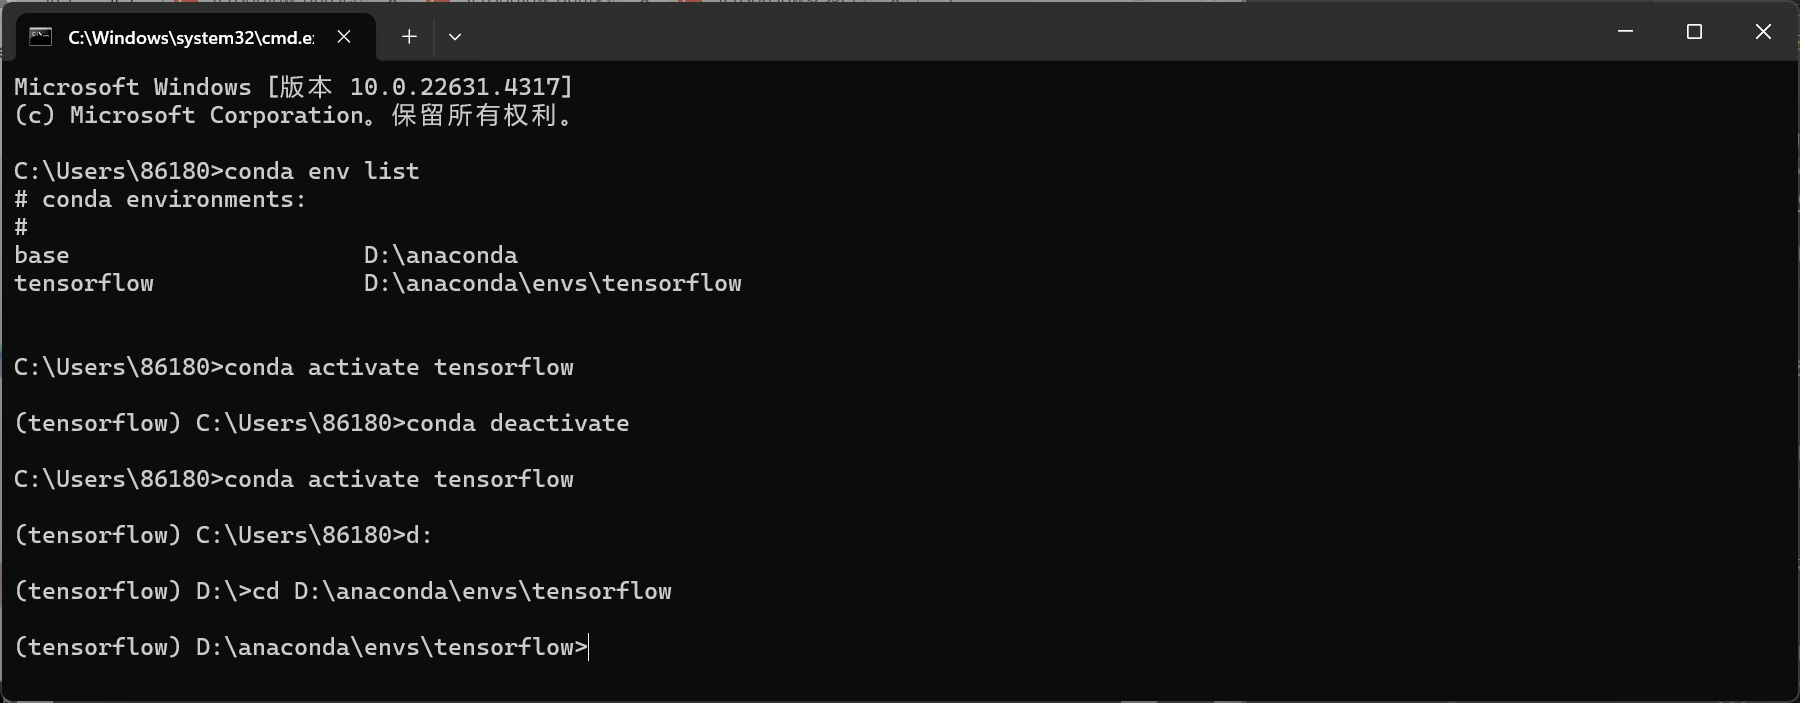 C:\Windows\system32\cmd.e
Microsoft Windows [版本 10.0.22631.4317]
(c) Microsoft Corporation。保留所有权利。
C:\Users\86180>conda env list
# conda environments:
#
base                     D:\anaconda
tensorflow               D:\anaconda\envs\tensorflow
C:\Users\86180>conda activate tensorflow
(tensorflow) C:\Users\86180>conda deactivate
C:\Users\86180>conda activate tensorflow
(tensorflow) C:\Users\86180>d:
(tensorflow) D:\>cd D:\anaconda\envs\tensorflow
(tensorflow) D:\anaconda\envs\tensorflow>